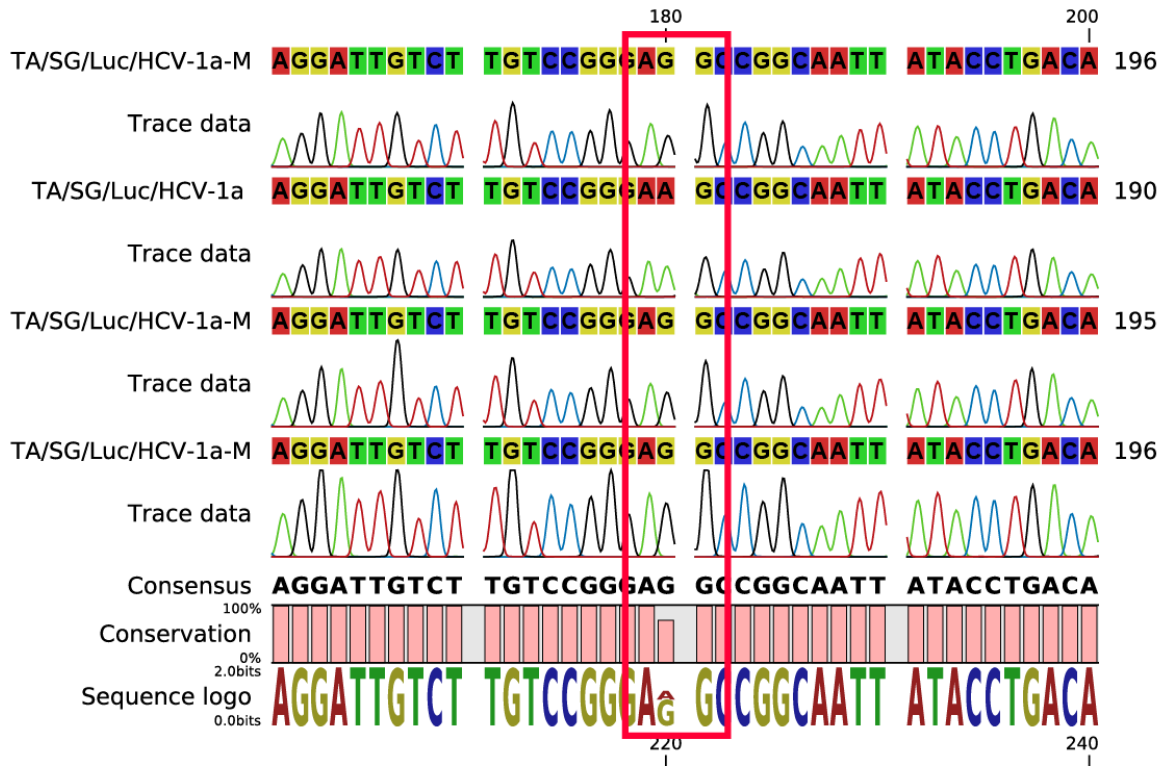 180 200
TA/SG/Luc/HCV-1a-M AGGATTGTCT TGTCCGGGAG GCCGGCAATT ATACCTGACA 196
Trace data
TA/SG/Luc/HCV-1a AGGATTGTCT TGTCCGGGAA GCCGGCAATT ATACCTGACA 190
Trace data
TA/SG/Luc/HCV-1a-M AGGATTGTCT TGTCCGGGAG GCCGGCAATT ATACCTGACA 195
Trace data
TA/SG/Luc/HCV-1a-M AGGATTGTCT TGTCCGGGAG GCCGGCAATT ATACCTGACA 196
Trace data
Consensus AGGATTGTCT TGTCCGGGAG GCCGGCAATT ATACCTGACA
100%
Conservation
0%
2.0bits
Sequence logo AGGATTGTCT TGTCCGGGAAG GCCGGCAATT ATACCTGACA
0.0bits
220 240